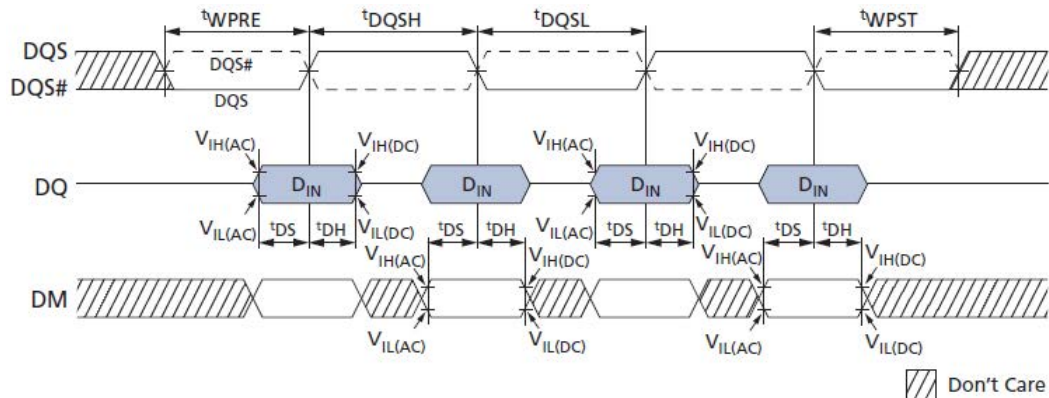 tWPRE tDQSH tDQSL tWPST
DQS
DQS#
DQS#
DQS
VIH(AC) VIH(DC) VIH(AC) VIH(DC)
DQ DIN DIN DIN DIN
VIL(AC) tDS tDH VIL(DC) tDS tDH VIL(AC) tDS tDH VIL(DC) tDS tDH
VIH(AC) VIH(DC) VIH(AC) VIH(DC)
DM
VIL(AC) VIL(DC) VIL(AC) VIL(DC)
Don't Care